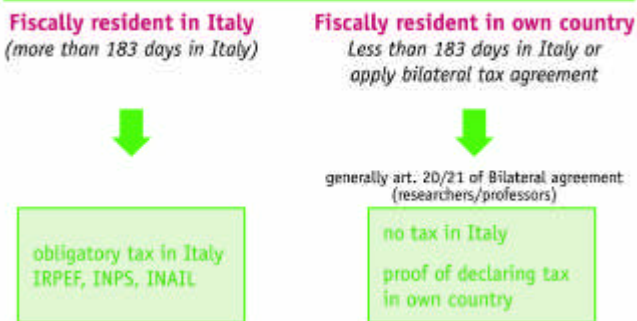 Fiscally resident in Italy
(more than 183 days in Italy)
obligatory tax in Italy
IRPEF, INPS, INAIL
Fiscally resident in own country
Less than 183 days in Italy or
apply bilateral tax agreement
generally art. 20/21 of Bilateral agreement
(researchers/professors)
no tax in Italy
proof of declaring tax
in own country